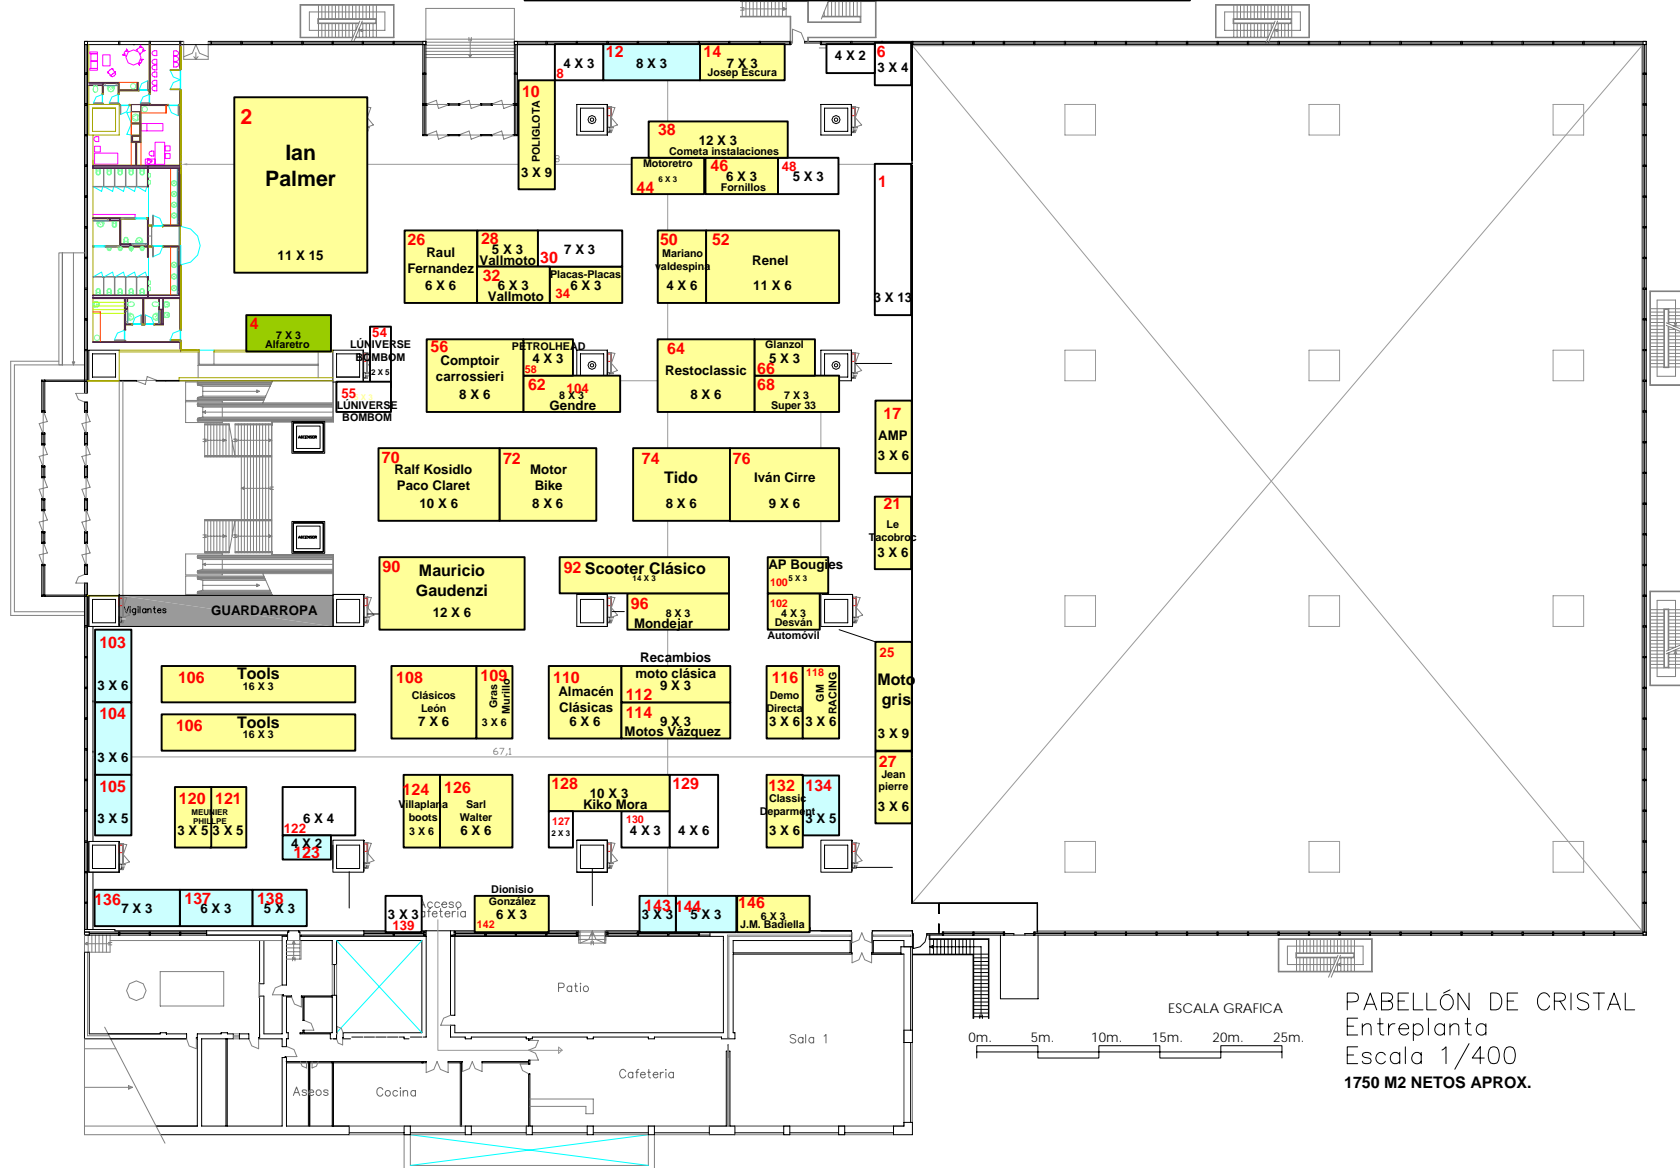 8
4 X 3
12
8 X 3
14
7 X 3
Josep Escura
4 X 2
6
3 X 4
2
Ian
Palmer
11 X 15
10
POLIGLOTA
3 X 9
38
12 X 3
Cometa instalaciones
Motoretro
6 X 3
44
46
6 X 3
Fornillos
48
5 X 3
1
3 X 13
26
Raul
Fernandez
6 X 6
28
5 X 3
Vallmoto
30
7 X 3
32
6 X 3
Vallmoto
Placas-Placas
6 X 3
34
50
Mariano
valdespina
4 X 6
52
Renel
11 X 6
4
7 X 3
Alfaretro
54
LÚNIVERSE
BOMBOM
2 X 5
55
LÚNIVERSE
BOMBOM
56
Comptoir
carrossieri
8 X 6
PETROLHEAD
4 X 3
58
62
104
8 X 3
Gendre
64
Restoclassic
8 X 6
Glanzol
5 X 3
66
68
7 X 3
Super 33
17
AMP
3 X 6
70
Ralf Kosidlo
Paco Claret
10 X 6
72
Motor
Bike
8 X 6
74
Tido
8 X 6
76
Iván Cirre
9 X 6
21
Le
Tacobroc
3 X 6
ASCENSOR
ASCENSOR
90
Mauricio
Gaudenzi
12 X 6
92
Scooter Clásico
14 X 3
96
8 X 3
Mondejar
AP Bougies
100
5 X 3
102
4 X 3
Desván
Automóvil
Vigilantes
GUARDARROPA
103
3 X 6
104
3 X 6
105
3 X 5
106
Tools
16 X 3
106
Tools
16 X 3
108
Clásicos
León
7 X 6
109
Gras
Murillo
3 X 6
110
Almacén
Clásicas
6 X 6
Recambios
moto clásica
9 X 3
112
114
9 X 3
Motos Vázquez
116
Demo
Directa
3 X 6
118
GM
RACING
3 X 6
25
Moto
gris
3 X 9
27
Jean
pierre
3 X 6
67,1
120
121
MEUNIER
PHILLPE
3 X 5
3 X 5
6 X 4
122
4 X 2
123
124
Villaplana
boots
3 X 6
126
Sarl
Walter
6 X 6
128
10 X 3
Kiko Mora
127
2 X 3
130
4 X 3
129
4 X 6
132
Classic
Deparment
3 X 6
134
3 X 5
136
7 X 3
137
6 X 3
138
5 X 3
3 X 3
139
Acceso
cafeteria
Dionisio
González
6 X 3
142
143
3 X 3
144
5 X 3
146
6 X 3
J.M. Badiella
Patio
Sala 1
Cafeteria
Cocina
Aseos
ESCALA GRAFICA
0m.
5m.
10m.
15m.
20m.
25m.
PABELLÓN DE CRISTAL
Entreplanta
Escala 1/400
1750 M2 NETOS APROX.